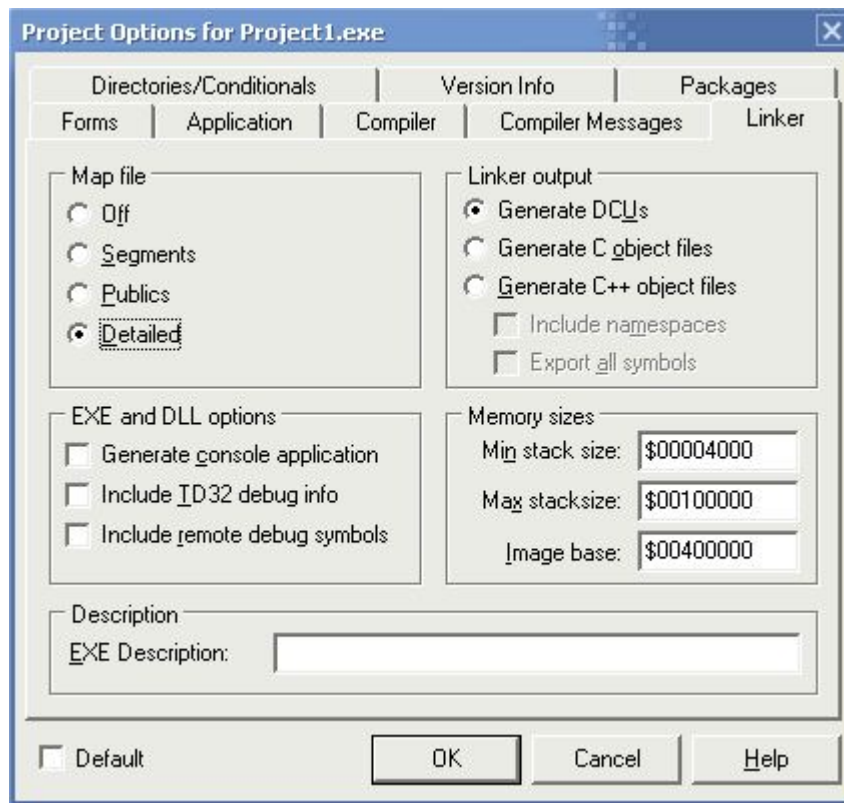 Project Options for Project1.exe
Directories/Conditionals
Version Info
Packages
Forms
Application
Compiler
Compiler Messages
Linker
Map file
Off
Segments
Publics
Detailed
Linker output
Generate DCUs
Generate C object files
Generate C++ object files
Include namespaces
Export all symbols
EXE and DLL options
Generate console application
Include TD32 debug info
Include remote debug symbols
Memory sizes
Min stack size: $00004000
Max stacksize: $00100000
Image base: $00400000
Description
EXE Description:
Default
OK
Cancel
Help